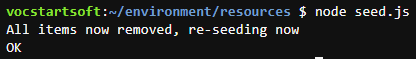 vocstartsoft:~/environment/resources $ node seed.js
All items now removed, re-seeding now
OK